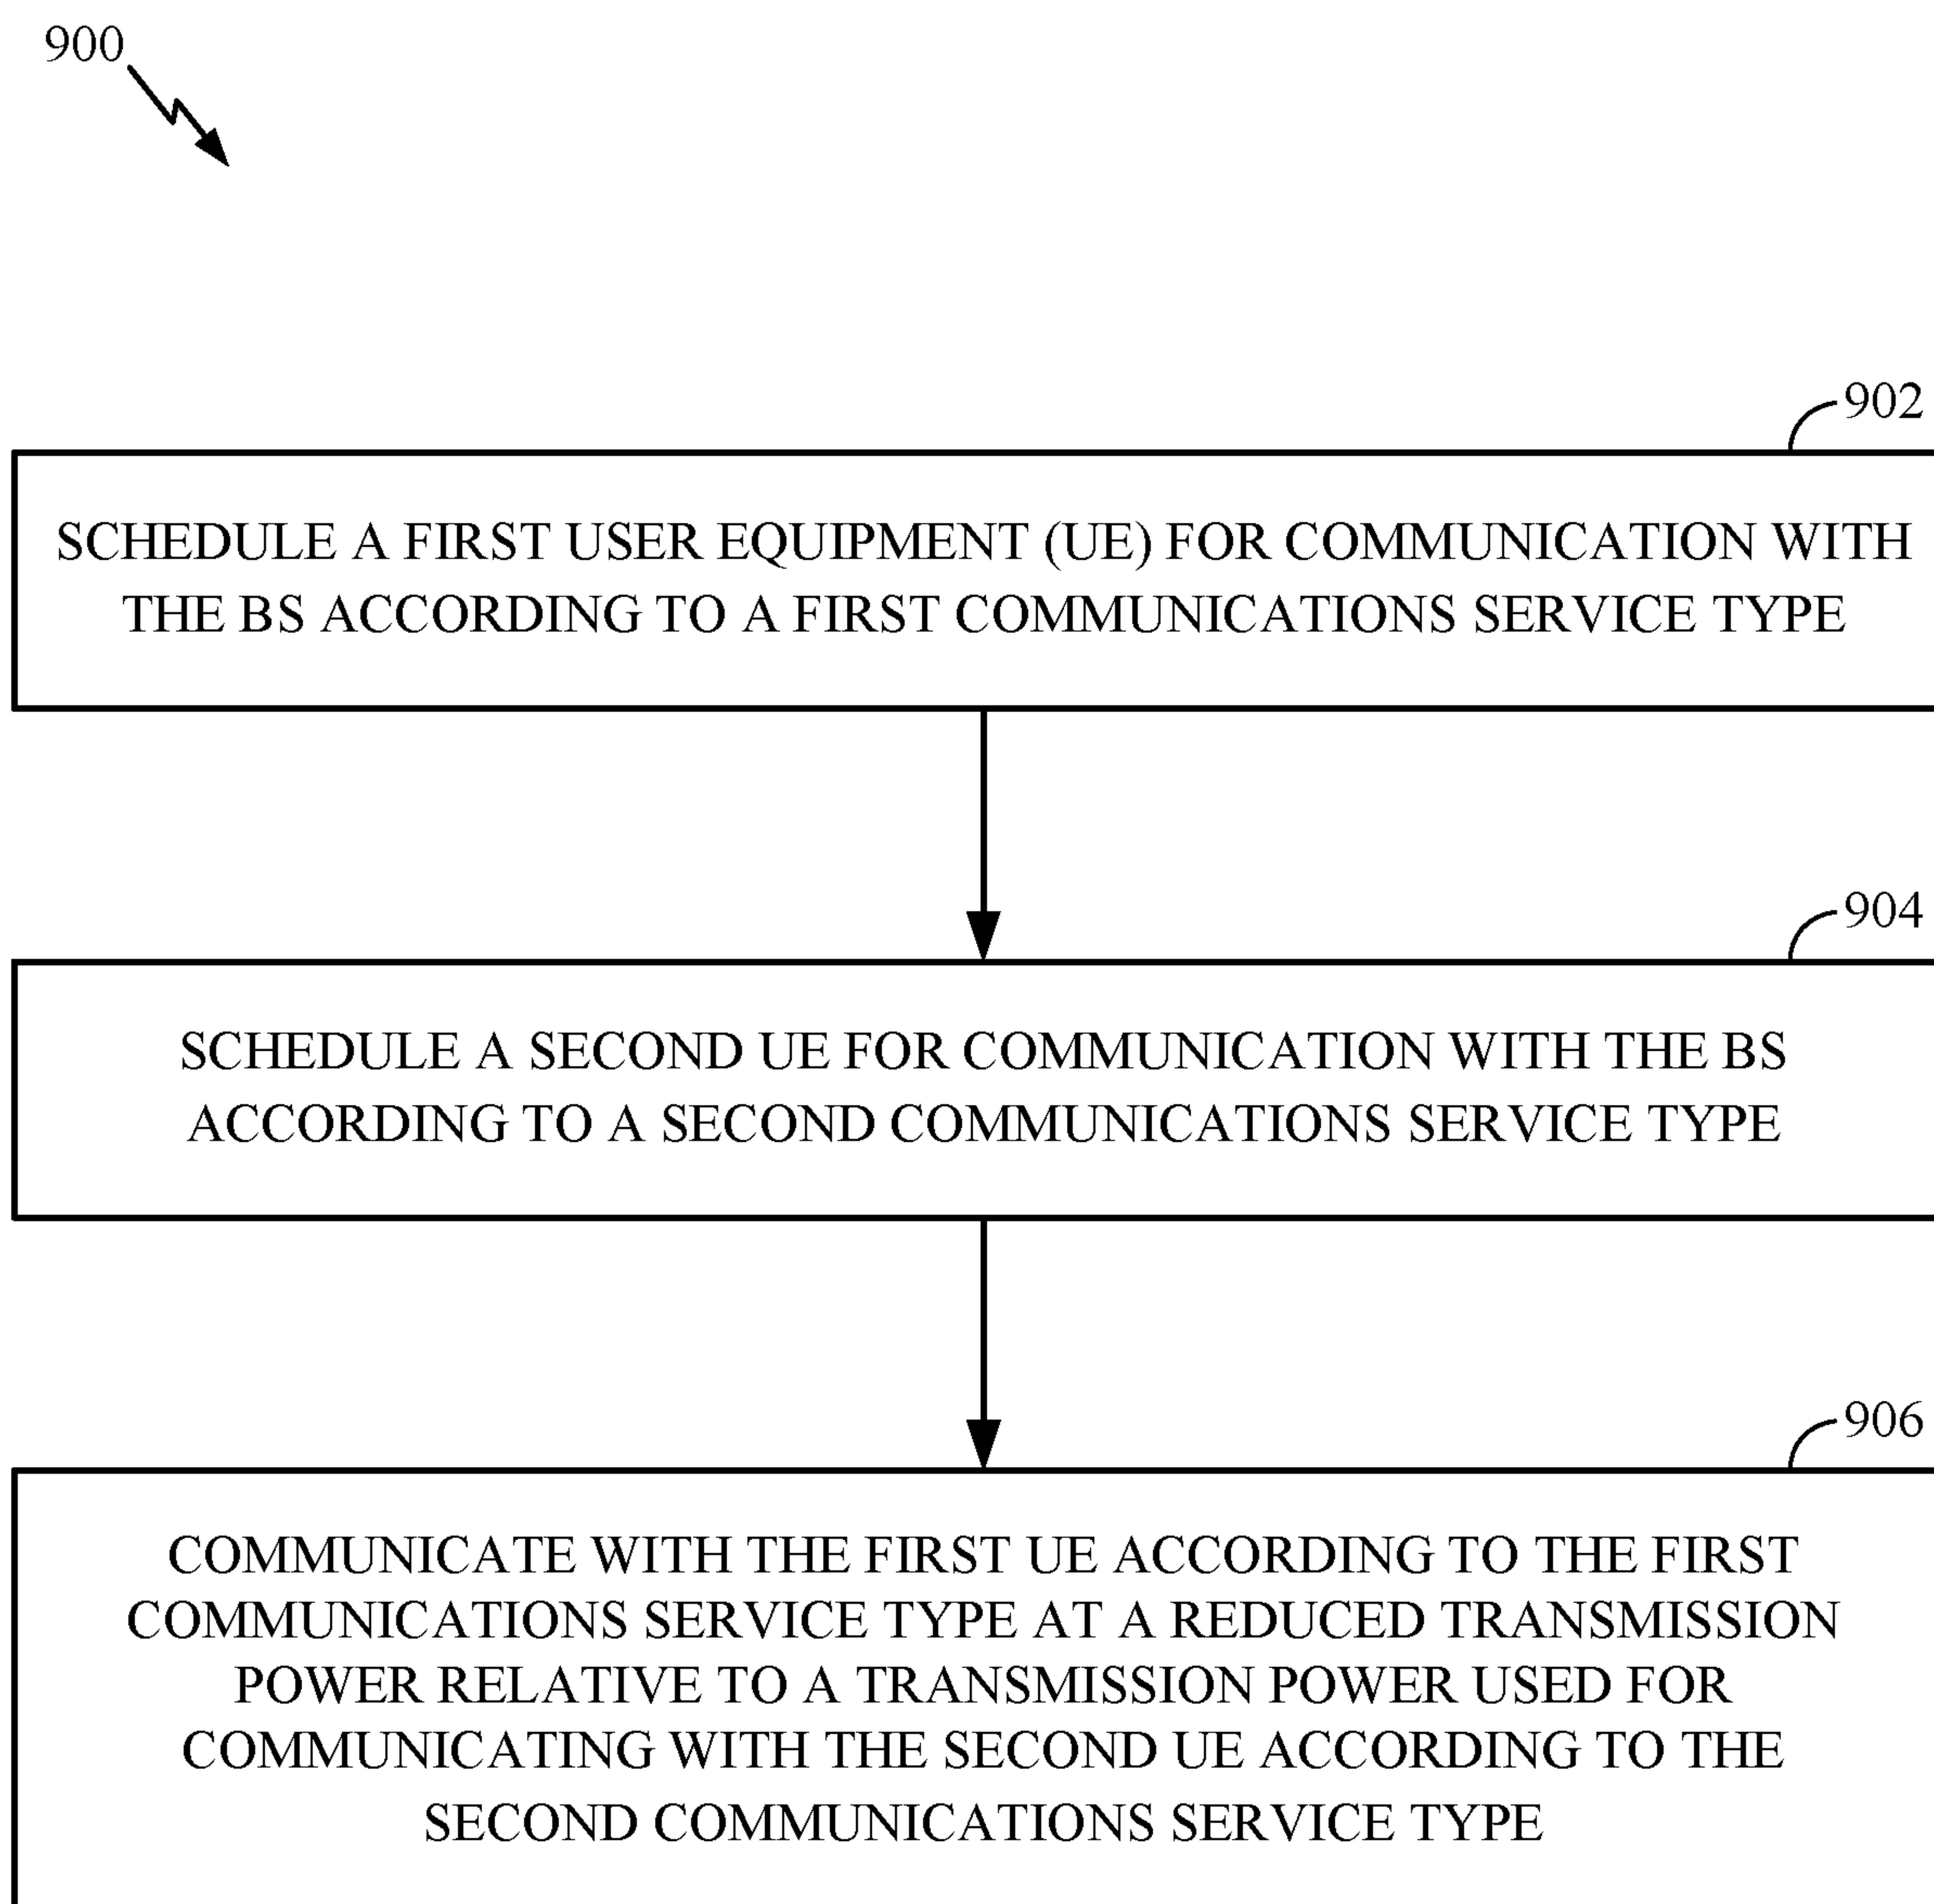 900
902
SCHEDULE A FIRST USER EQUIPMENT (UE) FOR COMMUNICATION WITH
THE BS ACCORDING TO A FIRST COMMUNICATIONS SERVICE TYPE
904
SCHEDULE A SECOND UE FOR COMMUNICATION WITH THE BS
ACCORDING TO A SECOND COMMUNICATIONS SERVICE TYPE
906
COMMUNICATE WITH THE FIRST UE ACCORDING TO THE FIRST
COMMUNICATIONS SERVICE TYPE AT A REDUCED TRANSMISSION
POWER RELATIVE TO A TRANSMISSION POWER USED FOR
COMMUNICATING WITH THE SECOND UE ACCORDING TO THE
SECOND COMMUNICATIONS SERVICE TYPE